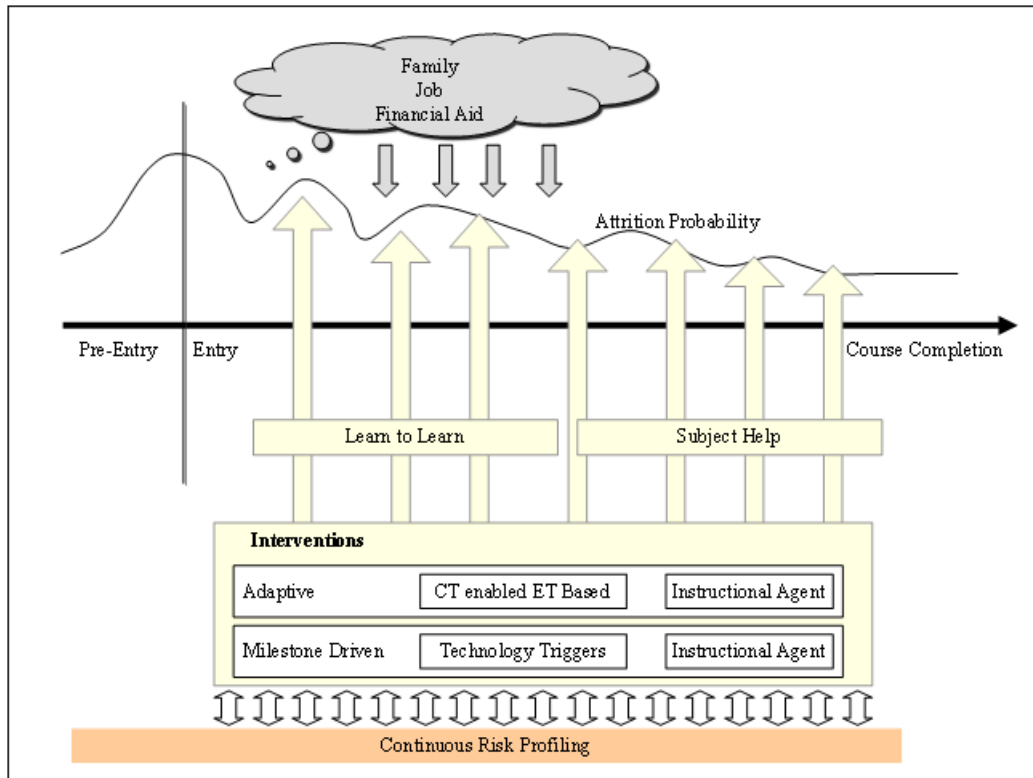 Family
Job
Financial Aid
Attrition Probability
Pre-Entry
Entry
Course Completion
Learn to Learn
Subject Help
Interventions
Adaptive
CT enabled ET Based
Instructional Agent
Milestone Driven
Technology Triggers
Instructional Agent
Continuous Risk Profiling